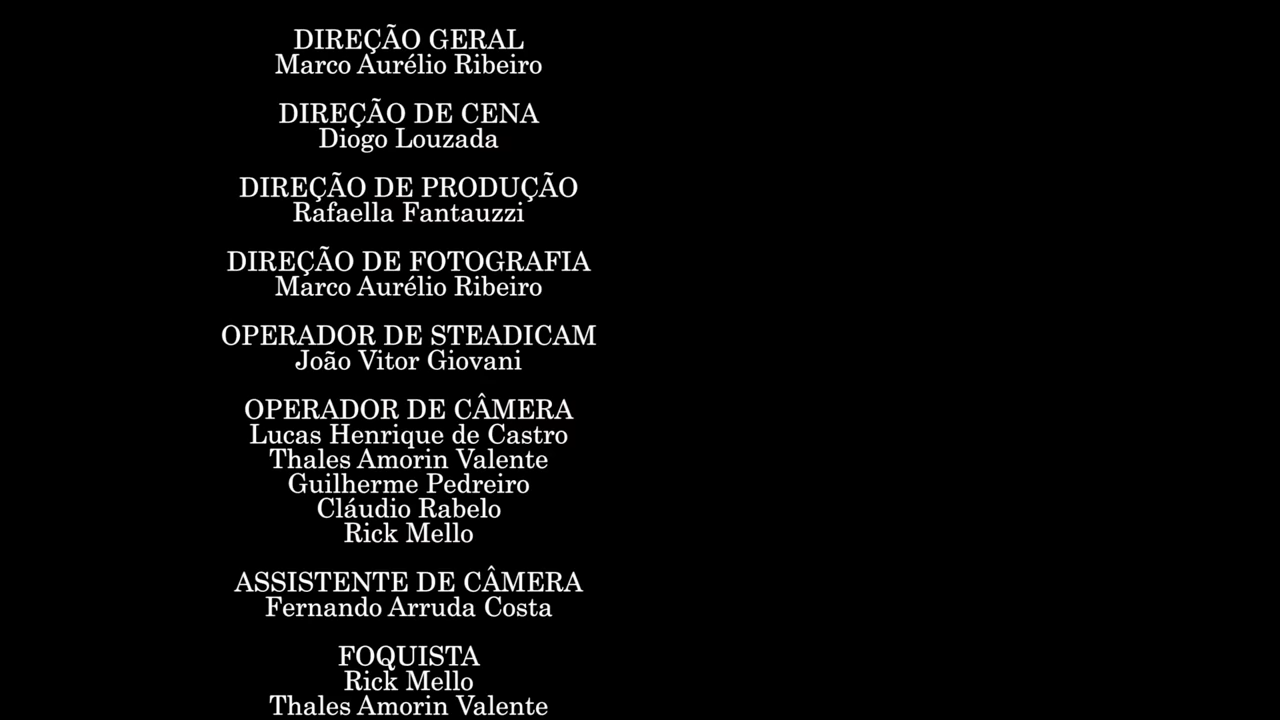 DIREÇÃO GERAL
Marco Aurélio Ribeiro
DIREÇÃO DE CENA
Diogo Louzada
DIREÇÃO DE PRODUÇÃO
Rafaella Fantauzzi
DIREÇÃO DE FOTOGRAFIA
Marco Aurélio Ribeiro
OPERADOR DE STEADICAM
João Vitor Giovani
OPERADOR DE CÂMERA
Lucas Henrique de Castro
Thales Amorin Valente
Guilherme Pedreiro
Cláudio Rabelo
Rick Mello
ASSISTENTE DE CÂMERA
Fernando Arruda Costa
FOQUISTA
Rick Mello
Thales Amorin Valente